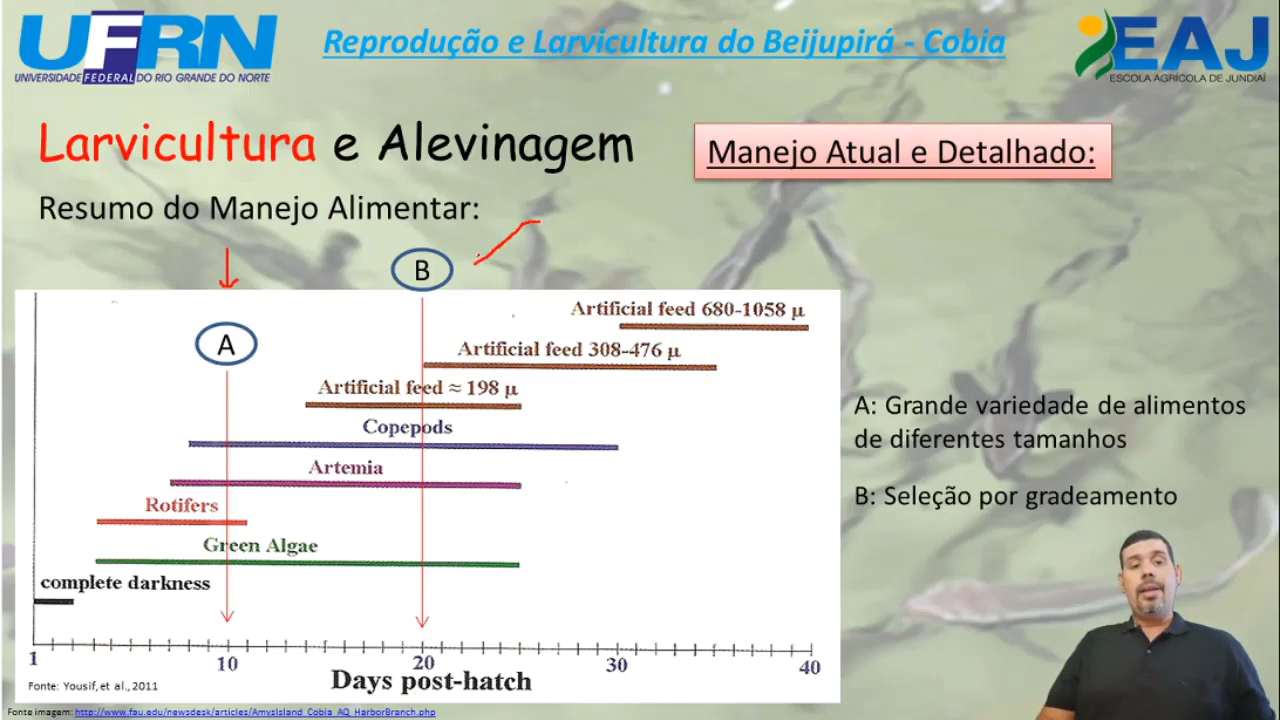 UFRN
UNIVERSIDADE FEDERAL DO RIO GRANDE DO NORTE
Reprodução e Larvicultura do Beijupirá - Cobia
EAJ
ESCOLA AGRÍCOLA DE JUNDIAÍ
Larvicultura e Alevinagem
Manejo Atual e Detalhado:
Resumo do Manejo Alimentar:
B
A
Artificial feed 680-1058 µ
Artificial feed 308-476 µ
Artificial feed ≈ 198 µ
Copepods
Artemia
Rotifers
Green Algae
complete darkness
1 10 20 30 40
Days post-hatch
Fonte: Yousif, et al., 2011
A: Grande variedade de alimentos
de diferentes tamanhos
B: Seleção por gradeamento
Fonte imagem: http://www.fau.edu/newsdesk/articles/AmysIsland_Cobia_AQ_HarborBranch.php